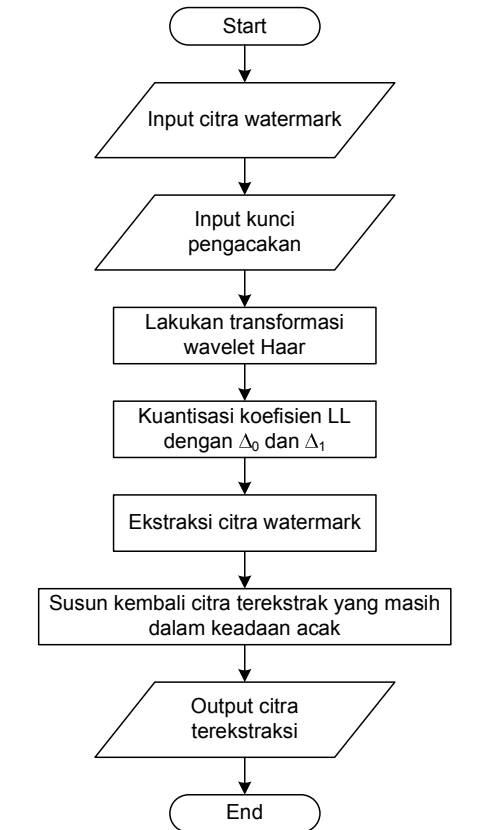 Start
Input citra watermark
Input kunci
pengacakan
Lakukan transformasi
wavelet Haar
Kuantisasi koefisien LL
dengan Δ₀ dan Δ₁
Ekstraksi citra watermark
Susun kembali citra terekstrak yang masih
dalam keadaan acak
Output citra
terekstraksi
End